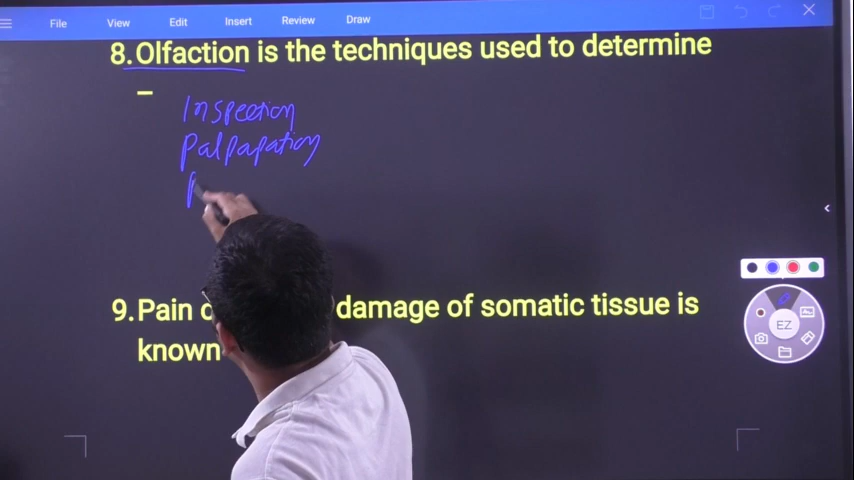 File View Edit Insert Review Draw
8. Olfaction is the techniques used to determine
–
Inspection
Palpapation
P
9. Pain damage of somatic tissue is
known
EZ